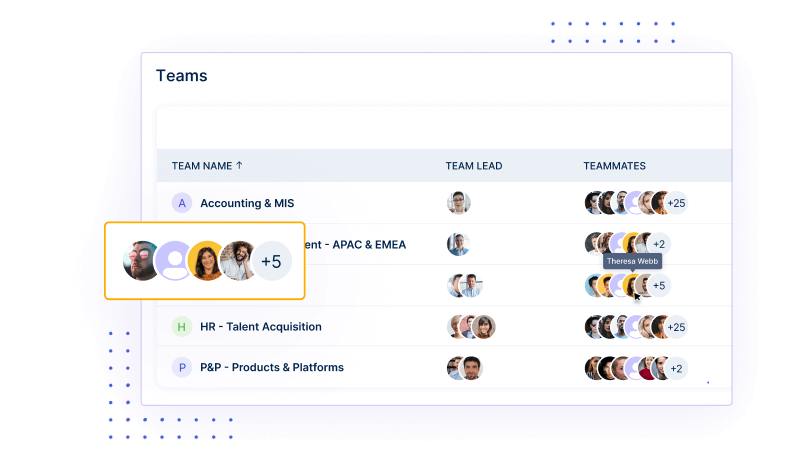 Teams
TEAM NAME ↑ TEAM LEAD TEAMMATES
A Accounting & MIS +25
ent - APAC & EMEA +2
Theresa Webb
+5
+5
H HR - Talent Acquisition +25
P P&P - Products & Platforms +2